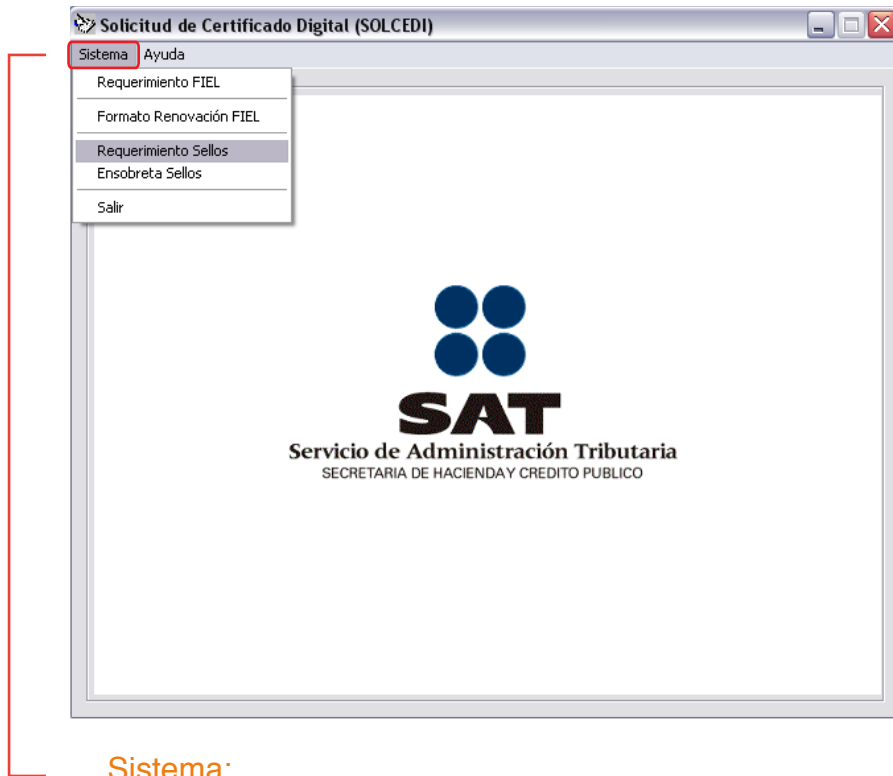 Solicitud de Certificado Digital (SOLCEDI)
Sistema Ayuda
Requerimiento FIEL
Formato Renovación FIEL
Requerimiento Sellos
Ensobreta Sellos
Salir
SAT
Servicio de Administración Tributaria
SECRETARIA DE HACIENDA Y CREDITO PUBLICO
Sistema: